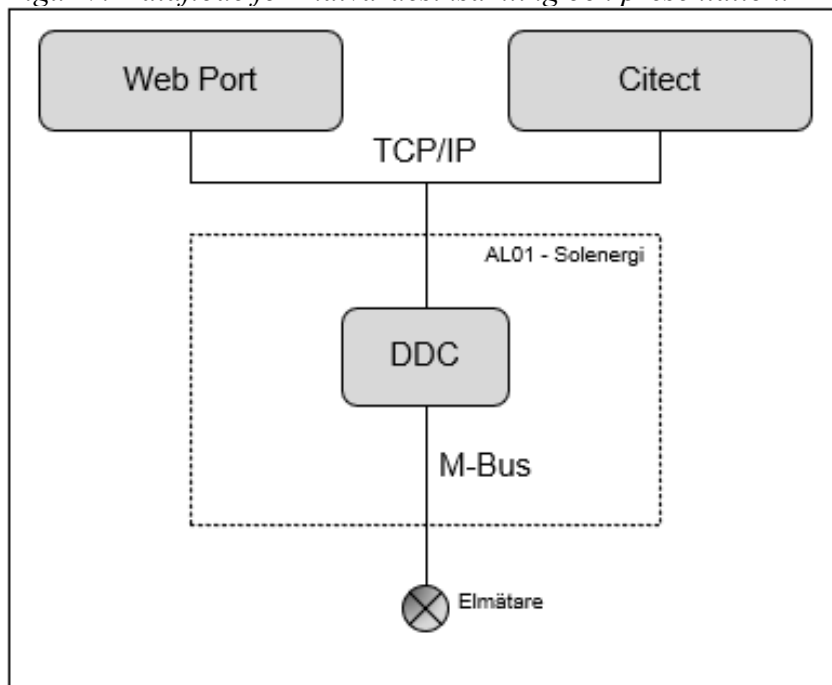 Web Port
Citect
TCP/IP
AL01 - Solenergi
DDC
M-Bus
Elmätare